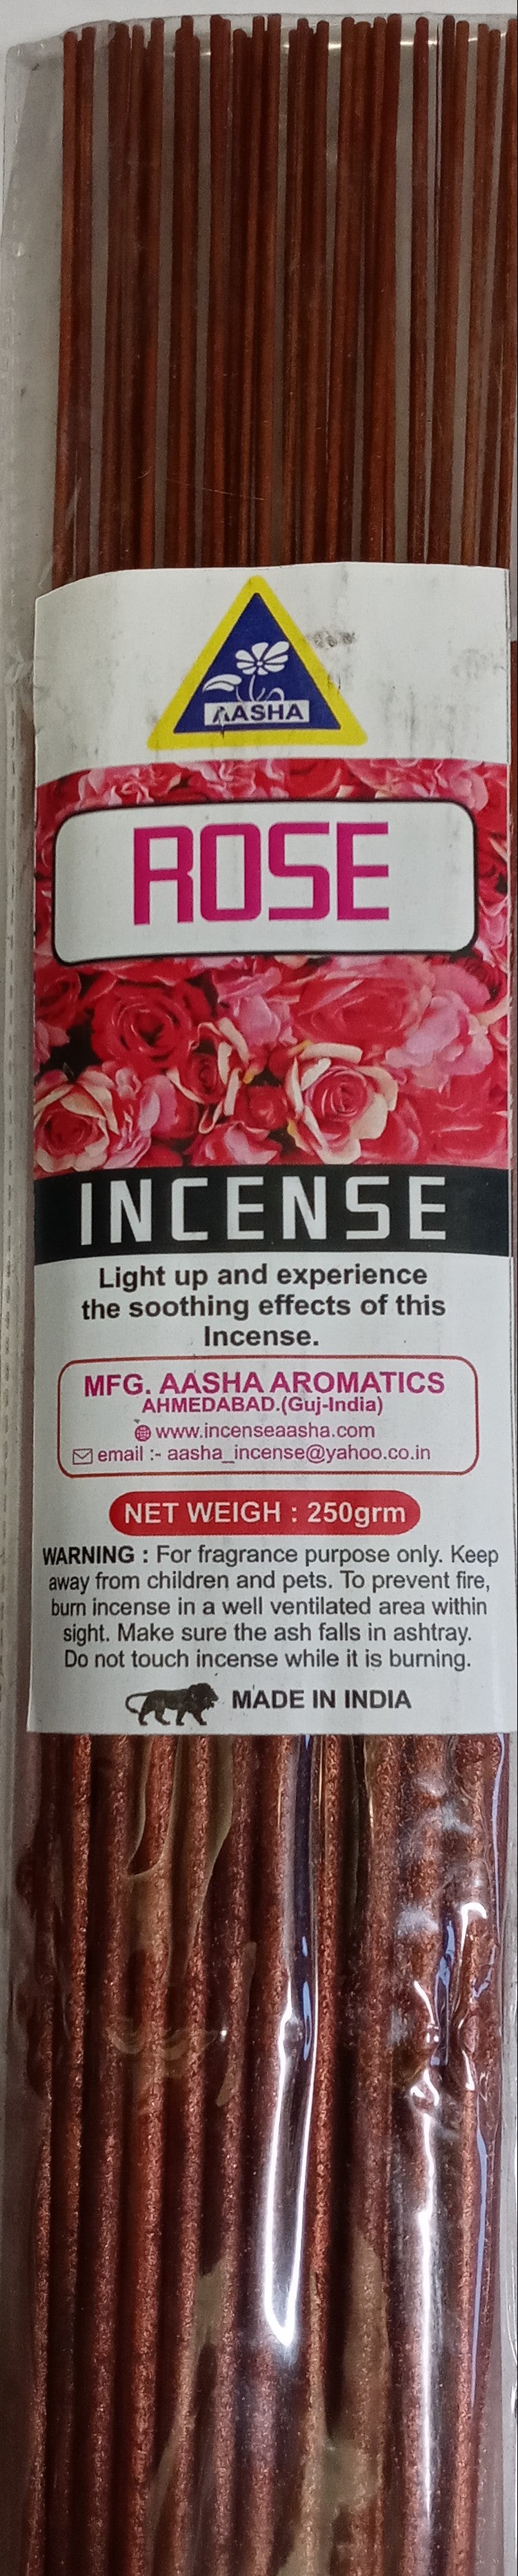 AASHA
ROSE
INCENSE
Light up and experience
the soothing effects of this
Incense.
MFG. AASHA AROMATICS
AHMEDABAD.(Guj-India)
www.incenseaasha.com
email :- aasha_incense@yahoo.co.in
NET WEIGH : 250grm
WARNING : For fragrance purpose only. Keep
away from children and pets. To prevent fire,
burn incense in a well ventilated area within
sight. Make sure the ash falls in ashtray.
Do not touch incense while it is burning.
MADE IN INDIA